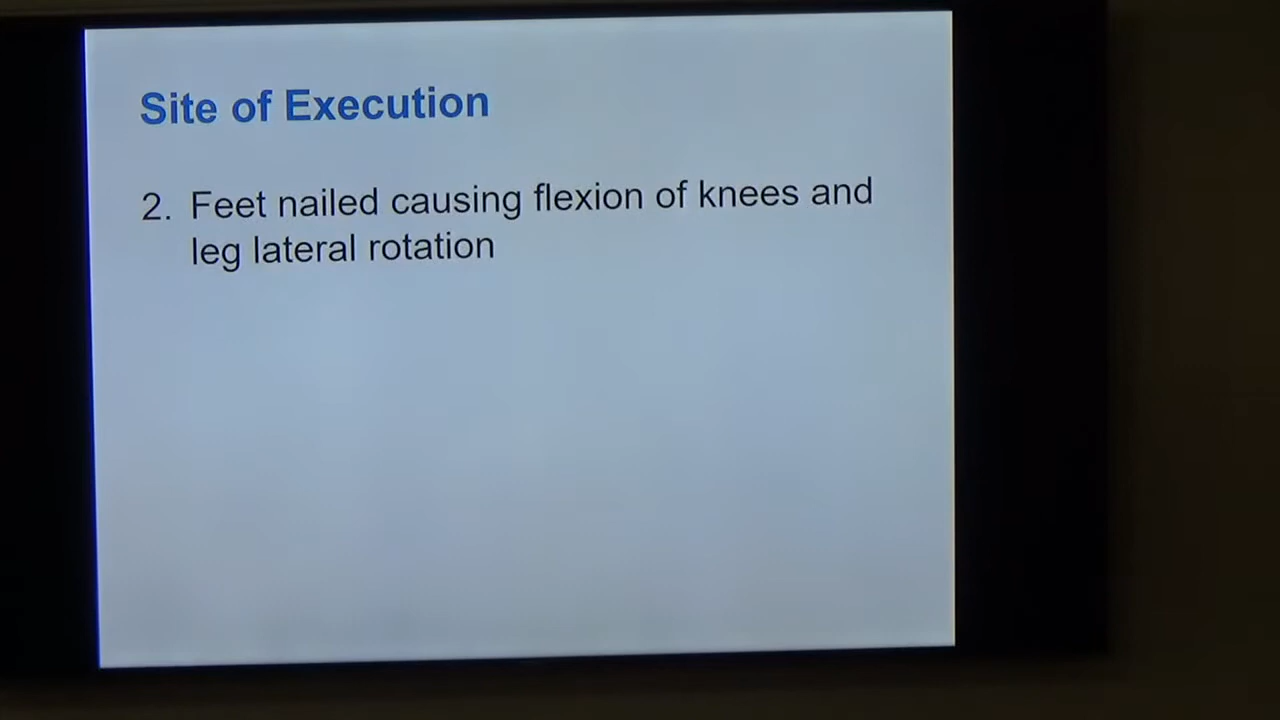 Site of Execution
2. Feet nailed causing flexion of knees and
leg lateral rotation